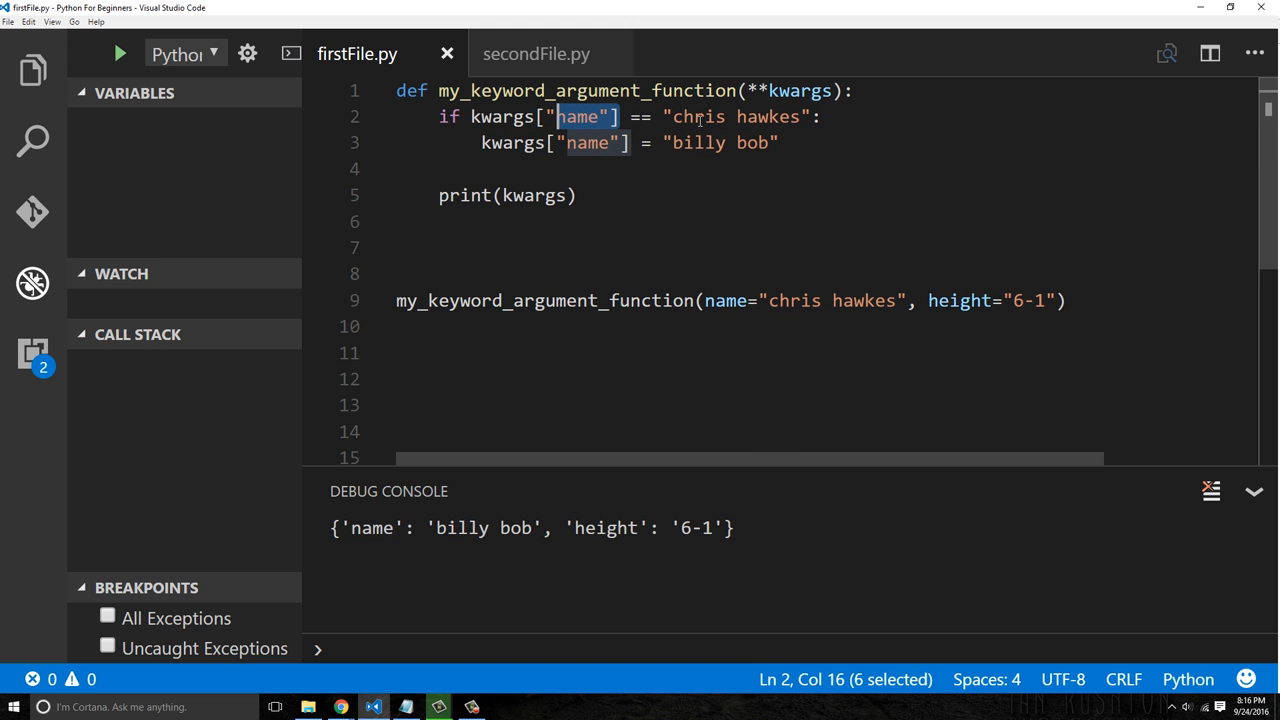 firstFile.py - Python For Beginners - Visual Studio Code
File Edit View Go Help
Python
firstFile.py
secondFile.py
VARIABLES
WATCH
CALL STACK
2
BREAKPOINTS
All Exceptions
Uncaught Exceptions
1 def my_keyword_argument_function(**kwargs):
2 if kwargs["name"] == "chris hawkes":
3 kwargs["name"] = "billy bob"
4
5 print(kwargs)
6
7
8
9 my_keyword_argument_function(name="chris hawkes", height="6-1")
10
11
12
13
14
15
DEBUG CONSOLE
{'name': 'billy bob', 'height': '6-1'}
0 0
Ln 2, Col 16 (6 selected) Spaces: 4 UTF-8 CRLF Python
I'm Cortana. Ask me anything.
8:16 PM
9/24/2016